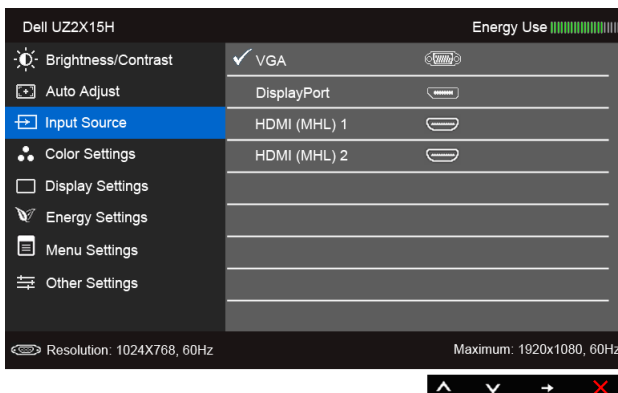 Dell UZ2X15H Energy Use
Brightness/Contrast VGA
Auto Adjust DisplayPort
Input Source HDMI (MHL) 1
Color Settings HDMI (MHL) 2
Display Settings
Energy Settings
Menu Settings
Other Settings
Resolution: 1024X768, 60Hz Maximum: 1920x1080, 60Hz